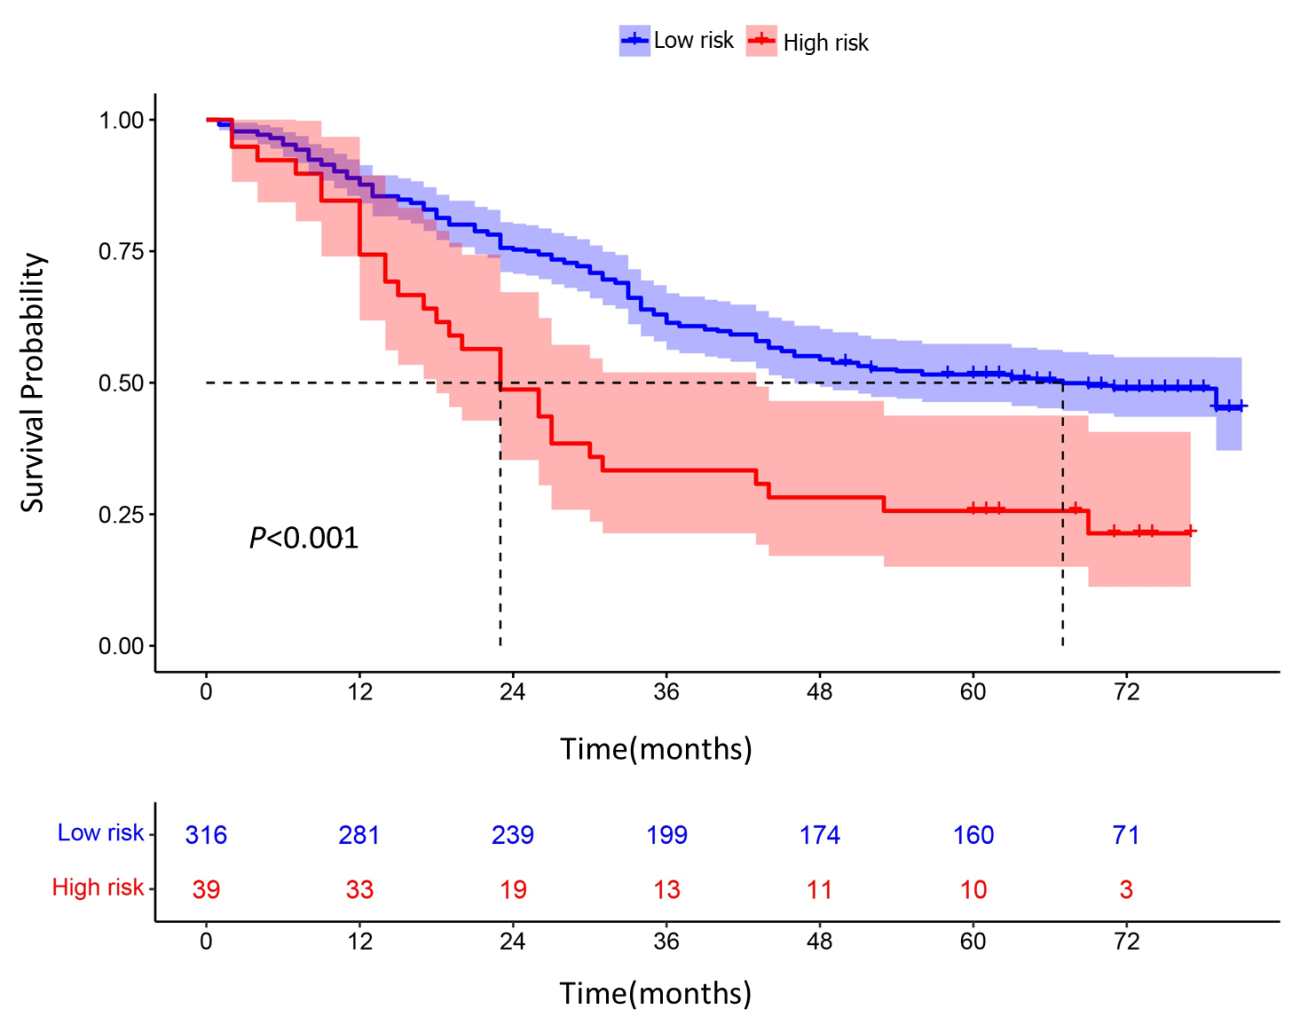 Low risk High risk
Survival Probability
1.00
0.75
0.50
0.25
0.00
P<0.001
0 12 24 36 48 60 72
Time(months)
Low risk 316 281 239 199 174 160 71
High risk 39 33 19 13 11 10 3
0 12 24 36 48 60 72
Time(months)